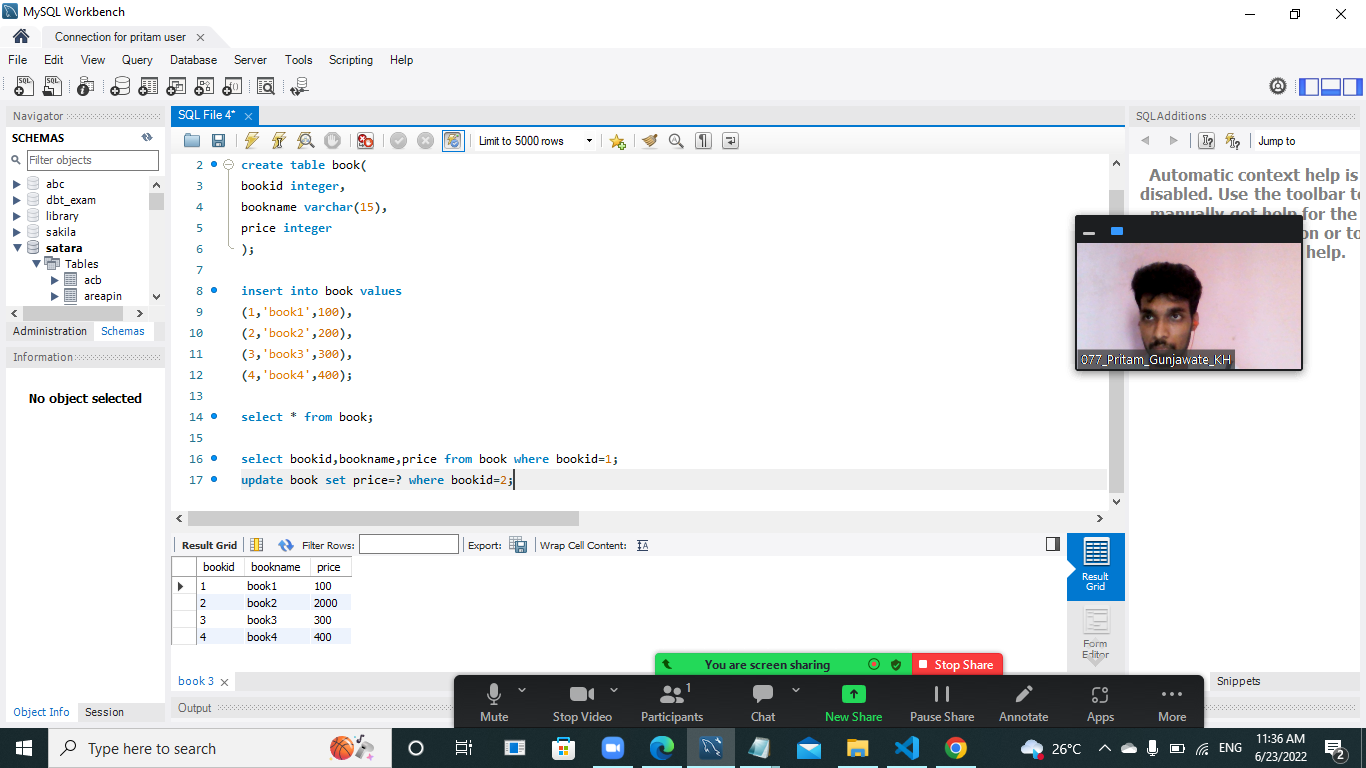 MySQL Workbench
Connection for pritam user
File Edit View Query Database Server Tools Scripting Help
Navigator
SCHEMAS
Filter objects
abc
dbt_exam
library
sakila
satara
Tables
acb
areapin
Administration Schemas
Information
No object selected
Object Info Session
SQL File 4*
Limit to 5000 rows
2 create table book(
3 bookid integer,
4 bookname varchar(15),
5 price integer
6 );
7
8 insert into book values
9 (1,'book1',100),
10 (2,'book2',200),
11 (3,'book3',300),
12 (4,'book4',400);
13
14 select * from book;
15
16 select bookid,bookname,price from book where bookid=1;
17 update book set price=? where bookid=2;
Result Grid Filter Rows: Export: Wrap Cell Content:
bookid bookname price
1 book1 100
2 book2 2000
3 book3 300
4 book4 400
Result Grid
Form Editor
book 3
Output
SQLAdditions
Jump to
Automatic context help is
disabled. Use the toolbar to
manually get help for the
on or to
help.
077_Pritam_Gunjawate_KH
Snippets
You are screen sharing Stop Share
Mute Stop Video Participants 1 Chat New Share Pause Share Annotate Apps More
Type here to search
26°C ENG 11:36 AM
6/23/2022
2